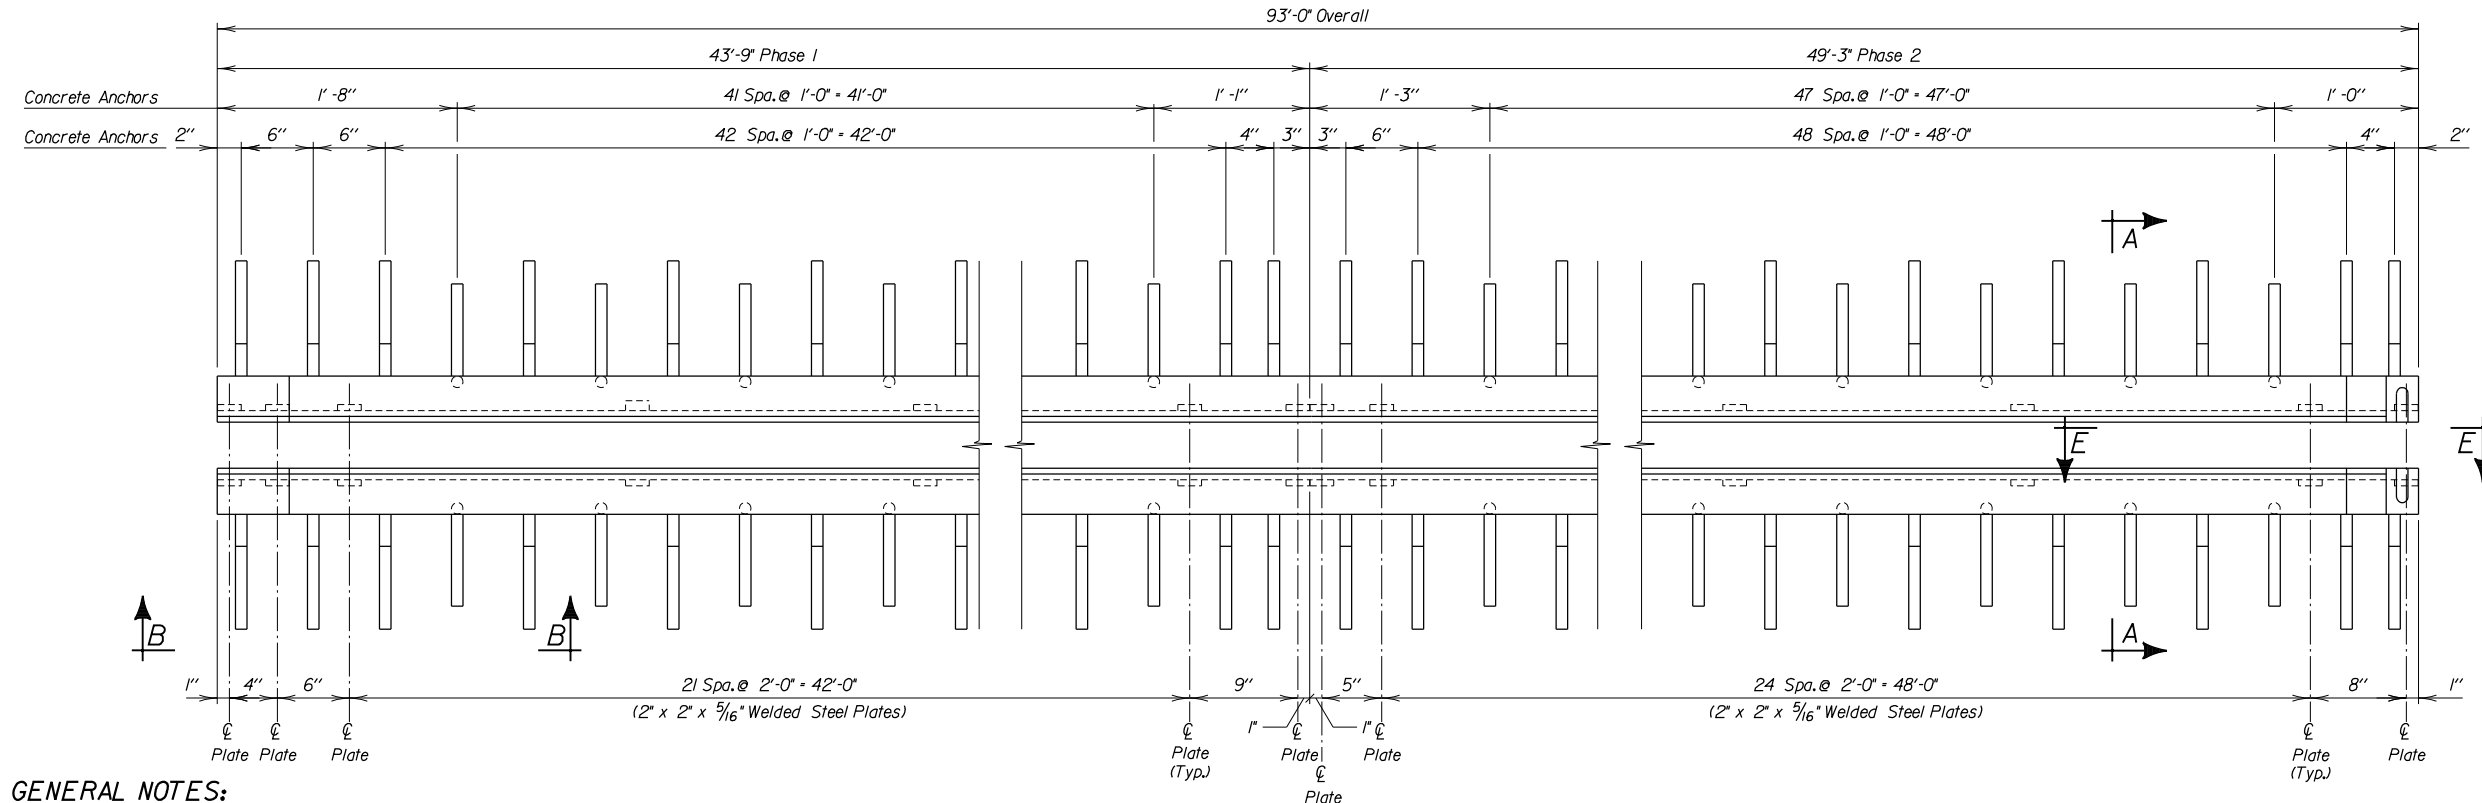 93'-0" Overall
43'-9" Phase 1
49'-3" Phase 2
Concrete Anchors
1'-8''
41 Spa.@ 1'-0" = 41'-0"
1'-1''
1'-3''
47 Spa.@ 1'-0" = 47'-0"
1'-0''
Concrete Anchors
2''
6''
6''
42 Spa.@ 1'-0" = 42'-0"
4''
3''
3''
6''
48 Spa.@ 1'-0" = 48'-0"
4''
2''
A
E
E
B
B
A
1''
4''
6''
21 Spa.@ 2'-0" = 42'-0"
9''
5''
24 Spa.@ 2'-0" = 48'-0"
8''
1''
(2" x 2" x 5/16" Welded Steel Plates)
(2" x 2" x 5/16" Welded Steel Plates)
1"
1"
℄
Plate
℄
Plate
℄
Plate
℄
Plate
(Typ.)
℄
Plate
℄
Plate
℄
Plate
℄
Plate
(Typ.)
℄
Plate
GENERAL NOTES: